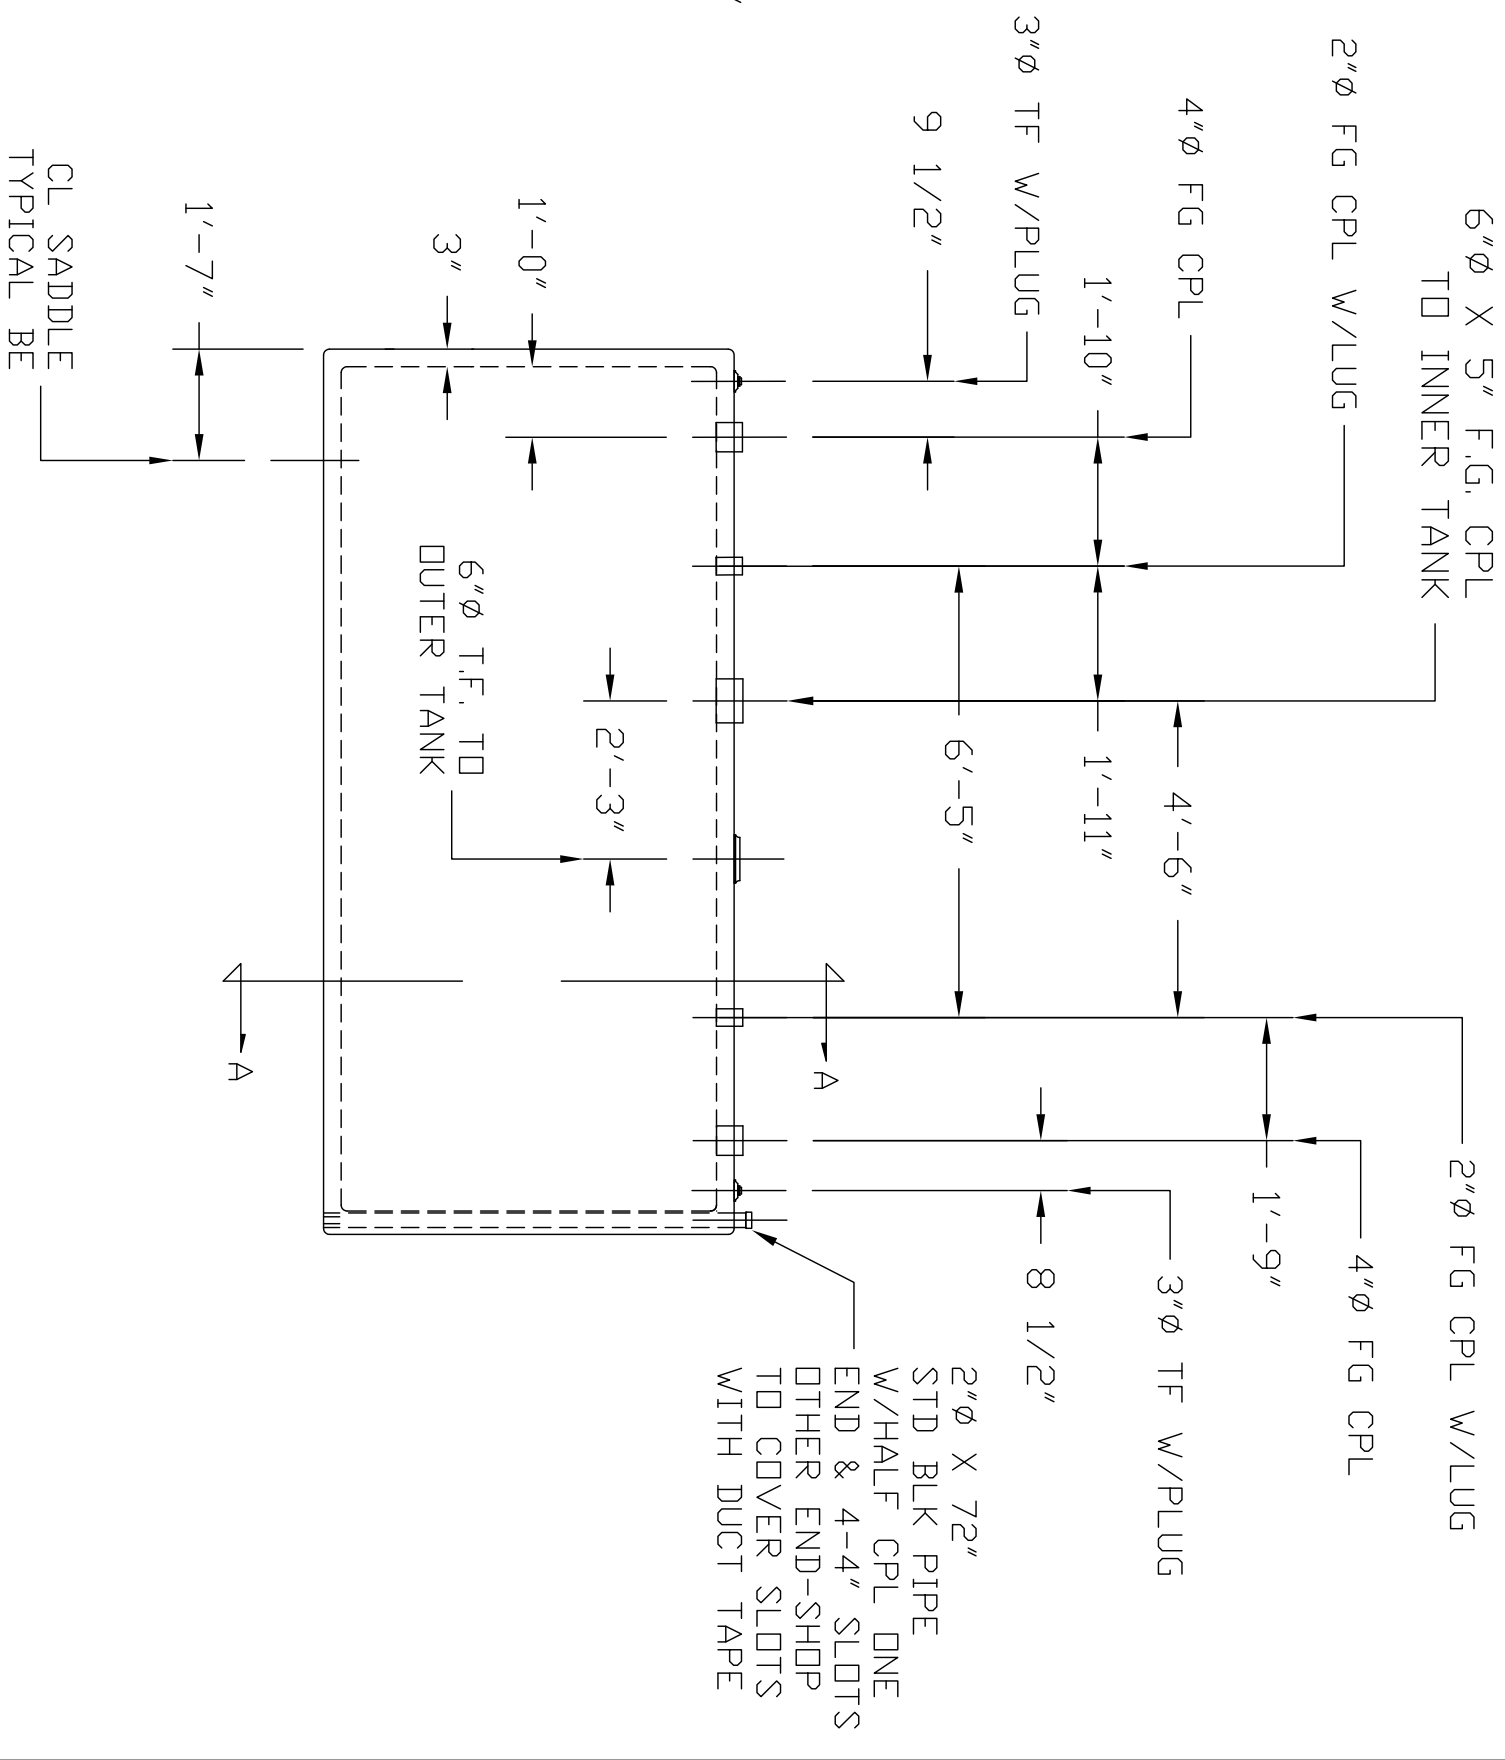 6"Ø X 5" F.G. CPL
TO INNER TANK
2"Ø FG CPL W/LUG
4"Ø FG CPL
3"Ø TF W/PLUG
2"Ø FG CPL W/LUG
4"Ø FG CPL
1'-9"
3"Ø TF W/PLUG
4'-6"
1'-10"
1'-11"
8 1/2"
6'-5"
9 1/2"
2"Ø X 72"
STD BLK PIPE
W/HALF CPL ONE
END & 4-4" SLOTS
OTHER END-SHOP
TO COVER SLOTS
WITH DUCT TAPE
A
2'-3"
1'-0"
3"
6"Ø T.F. TO
OUTER TANK
A
1'-7"
CL SADDLE
TYPICAL BE